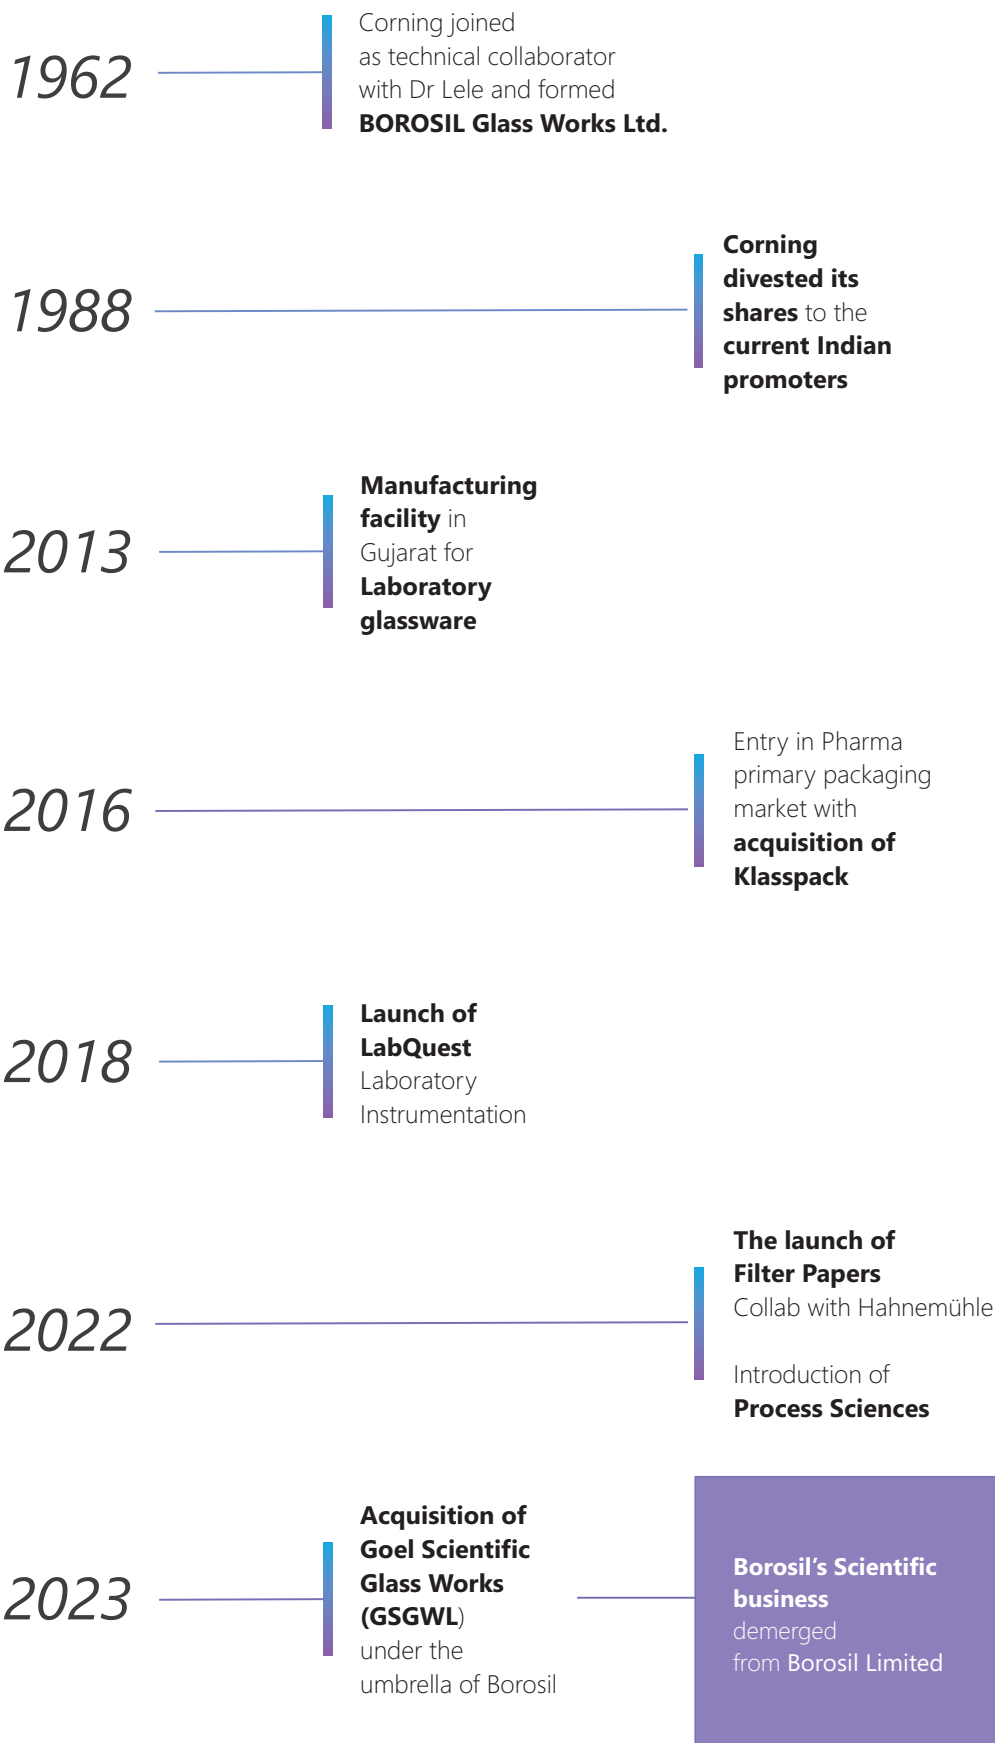 1962
Corning joined
as technical collaborator
with Dr Lele and formed
BOROSIL Glass Works Ltd.
1988
Corning
divested its
shares to the
current Indian
promoters
2013
Manufacturing
facility in
Gujarat for
Laboratory
glassware
2016
Entry in Pharma
primary packaging
market with
acquisition of
Klasspack
2018
Launch of
LabQuest
Laboratory
Instrumentation
2022
The launch of
Filter Papers
Collab with Hahnemühle
Introduction of
Process Sciences
2023
Acquisition of
Goel Scientific
Glass Works
(GSGWL)
under the
umbrella of Borosil
Borosil’s Scientific
business
demerged
from Borosil Limited